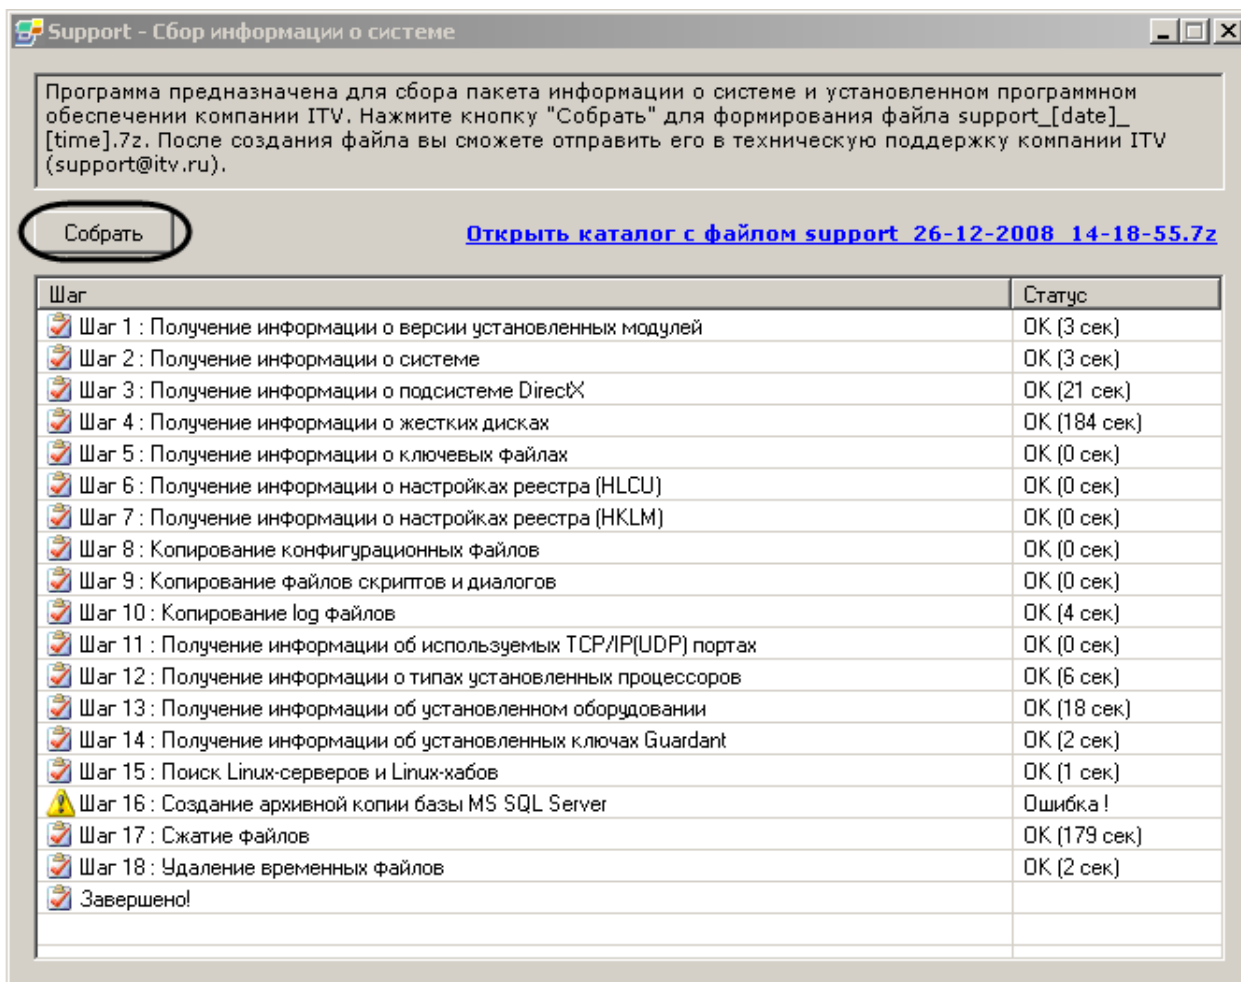 Support - Сбор информации о системе
Программа предназначена для сбора пакета информации о системе и установленном программном
обеспечении компании ITV. Нажмите кнопку "Собрать" для формирования файла support_[date]_
[time].7z. После создания файла вы сможете отправить его в техническую поддержку компании ITV
(support@itv.ru).
Собрать
Открыть каталог с файлом support_26-12-2008_14-18-55.7z
Шаг Статус
Шаг 1 : Получение информации о версии установленных модулей OK (3 сек)
Шаг 2 : Получение информации о системе OK (3 сек)
Шаг 3 : Получение информации о подсистеме DirectX OK (21 сек)
Шаг 4 : Получение информации о жестких дисках OK (184 сек)
Шаг 5 : Получение информации о ключевых файлах OK (0 сек)
Шаг 6 : Получение информации о настройках реестра (HLCU) OK (0 сек)
Шаг 7 : Получение информации о настройках реестра (HKLM) OK (0 сек)
Шаг 8 : Копирование конфигурационных файлов OK (0 сек)
Шаг 9 : Копирование файлов скриптов и диалогов OK (0 сек)
Шаг 10 : Копирование log файлов OK (4 сек)
Шаг 11 : Получение информации об используемых TCP/IP(UDP) портах OK (0 сек)
Шаг 12 : Получение информации о типах установленных процессоров OK (6 сек)
Шаг 13 : Получение информации об установленном оборудовании OK (18 сек)
Шаг 14 : Получение информации об установленных ключах Guardant OK (2 сек)
Шаг 15 : Поиск Linux-серверов и Linux-хабов OK (1 сек)
Шаг 16 : Создание архивной копии базы MS SQL Server Ошибка !
Шаг 17 : Сжатие файлов OK (179 сек)
Шаг 18 : Удаление временных файлов OK (2 сек)
Завершено!